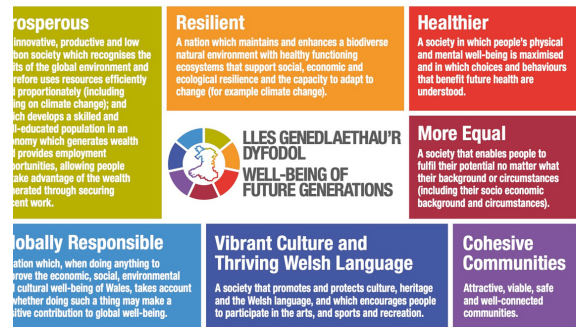 rosperous
innovative, productive and low
bon society which recognises the
its of the global environment and
refore uses resources efficiently
proportionately (including
ng on climate change); and
ich develops a skilled and
ll-educated population in an
nomy which generates wealth
provides employment
ortunities, allowing people
ake advantage of the wealth
erated through securing
cent work.
Resilient
A nation which maintains and enhances a biodiverse
natural environment with healthy functioning
ecosystems that support social, economic and
ecological resilience and the capacity to adapt to
change (for example climate change).
Healthier
A society in which people's physical
and mental well-being is maximised
and in which choices and behaviours
that benefit future health are
understood.
LLES GENEDLAETHAU'R
DYFODOL
WELL-BEING OF
FUTURE GENERATIONS
More Equal
A society that enables people to
fulfil their potential no matter what
their background or circumstances
(including their socio economic
background and circumstances).
lobally Responsible
ation which, when doing anything to
prove the economic, social, environmental
cultural well-being of Wales, takes account
whether doing such a thing may make a
sitive contribution to global well-being.
Vibrant Culture and
Thriving Welsh Language
A society that promotes and protects culture, heritage
and the Welsh language, and which encourages people
to participate in the arts, and sports and recreation.
Cohesive
Communities
Attractive, viable, safe
and well-connected
communities.